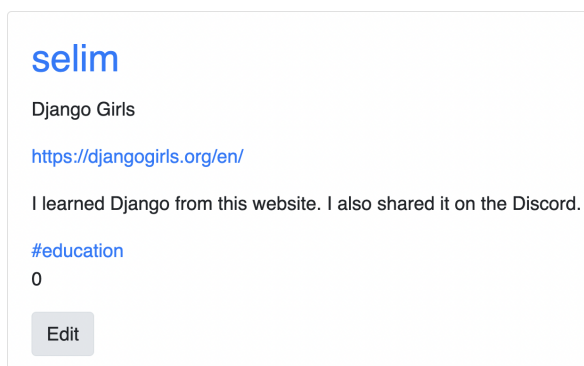 selim
Django Girls
https://djangogirls.org/en/
I learned Django from this website. I also shared it on the Discord.
#education
0
Edit